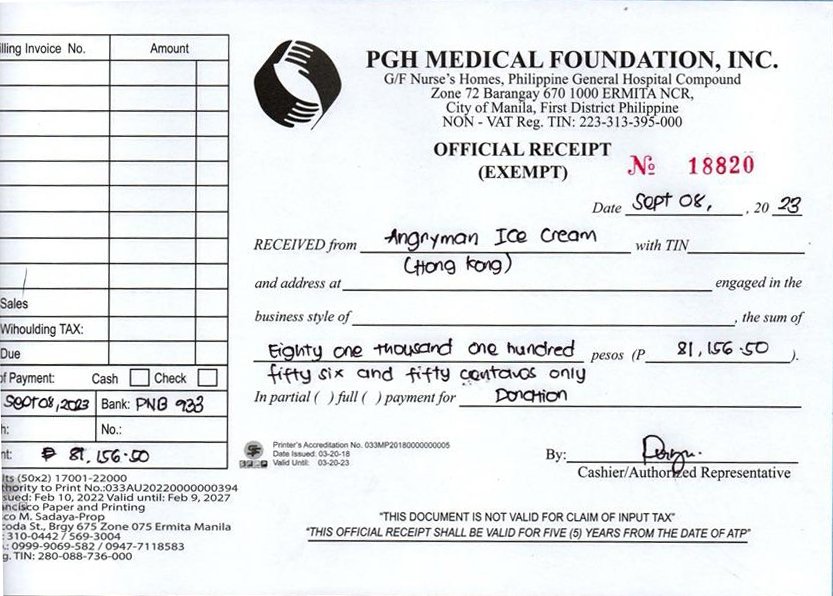 lling Invoice No. Amount
Sales
Wihoulding TAX:
Due
of Payment: Cash Check
Sept 08, 2023 Bank: PNB 933
h: No.:
nt: ₱ 81,156.50
lts (50x2) 17001-22000
thority to Print No.:033AU20220000000394
sued: Feb 10, 2022 Valid until: Feb 9, 2027
ncisco Paper and Printing
co M. Sadaya-Prop
oda St., Brgy 675 Zone 075 Ermita Manila
: 310-0442 / 569-3004
.: 0999-9069-582 / 0947-7118583
g. TIN: 280-088-736-000
PGH MEDICAL FOUNDATION, INC.
G/F Nurse's Homes, Philippine General Hospital Compound
Zone 72 Barangay 670 1000 ERMITA NCR,
City of Manila, First District Philippine
NON - VAT Reg. TIN: 223-313-395-000
OFFICIAL RECEIPT
(EXEMPT)
№ 18820
Date Sept 08, , 20 23
RECEIVED from Angryman Ice Cream with TIN
(Hong Kong)
and address at engaged in the
business style of , the sum of
Eighty one thousand one hundred pesos (P 81,156.50 ).
fifty six and fifty centavos only
In partial ( ) full ( ) payment for Donation
Printer's Accreditation No. 033MP20180000000005
Date Issued: 03-20-18
Valid Until: 03-20-23
By:
Cashier/Authorized Representative
"THIS DOCUMENT IS NOT VALID FOR CLAIM OF INPUT TAX"
"THIS OFFICIAL RECEIPT SHALL BE VALID FOR FIVE (5) YEARS FROM THE DATE OF ATP"